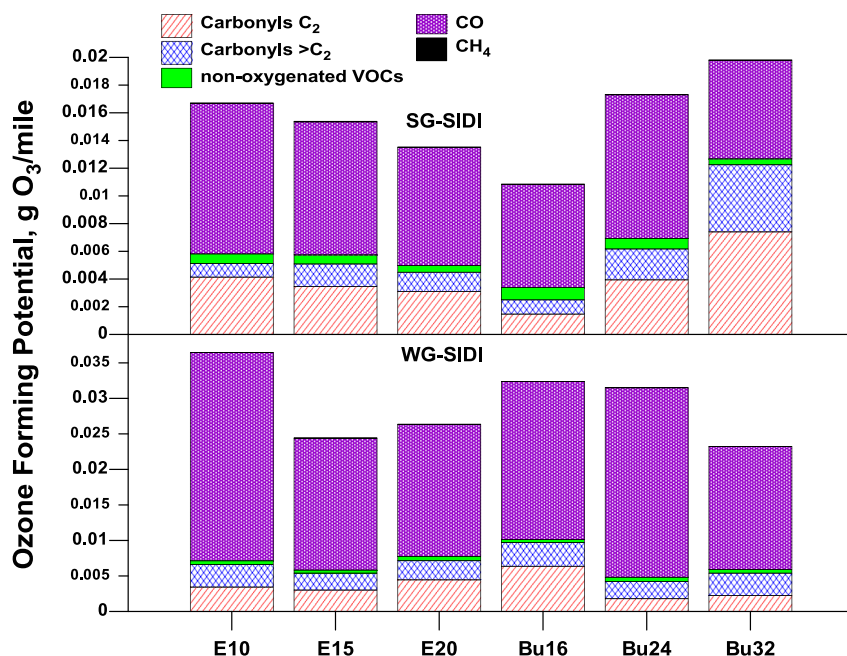 Carbonyls C₂
CO
Carbonyls >C₂
CH₄
non-oxygenated VOCs
Ozone Forming Potential, g O₃/mile
SG-SIDI
0.02
0.018
0.016
0.014
0.012
0.01
0.008
0.006
0.004
0.002
0
WG-SIDI
0.035
0.03
0.025
0.02
0.015
0.01
0.005
0
E10 E15 E20 Bu16 Bu24 Bu32